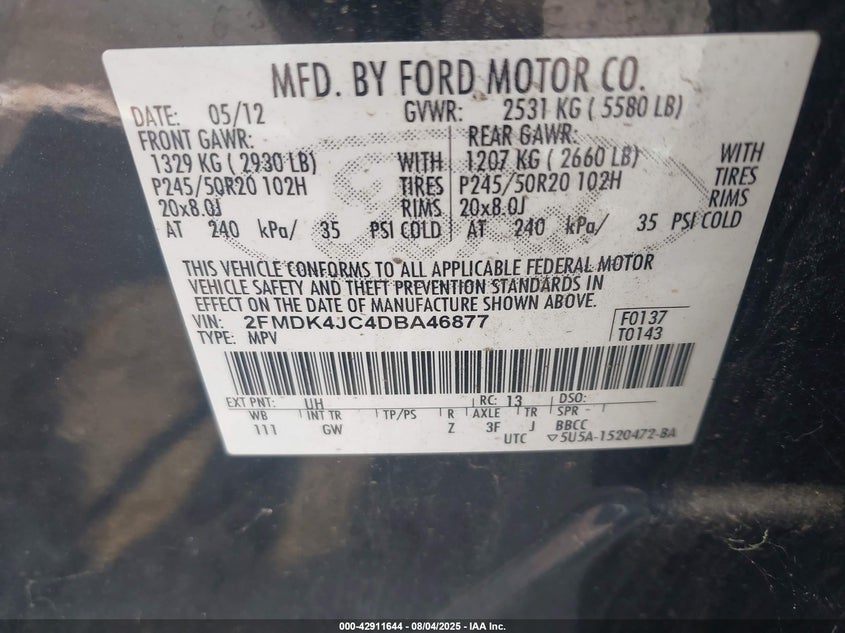 MFD. BY FORD MOTOR CO.
DATE: 05/12 GVWR: 2531 KG ( 5580 LB)
FRONT GAWR: REAR GAWR:
1329 KG ( 2930 LB) WITH 1207 KG ( 2660 LB) WITH
P245/50R20 102H TIRES P245/50R20 102H TIRES
20x8.0J RIMS 20x8.0J RIMS
AT 240 kPa/ 35 PSI COLD AT 240 kPa/ 35 PSI COLD
THIS VEHICLE CONFORMS TO ALL APPLICABLE FEDERAL MOTOR
VEHICLE SAFETY AND THEFT PREVENTION STANDARDS IN
EFFECT ON THE DATE OF MANUFACTURE SHOWN ABOVE.
VIN: 2FMDK4JC4DBA46877 F0137
TYPE: MPV T0143
EXT PNT: UH RC: 13 DSO:
WB INT TR TP/PS R AXLE TR SPR
111 GW Z 3F J BBCC
UTC ▽5U5A-1520472-BA
000-42911644 | 08/04/2025 | IAA Inc.